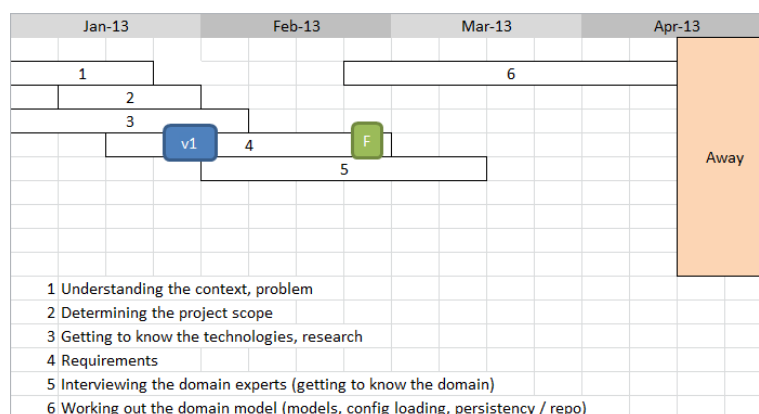 Jan-13 Feb-13 Mar-13 Apr-13
1 6
2
3
v1 4 F
5
Away
1 Understanding the context, problem
2 Determining the project scope
3 Getting to know the technologies, research
4 Requirements
5 Interviewing the domain experts (getting to know the domain)
6 Working out the domain model (models, config loading, persistency / repo)